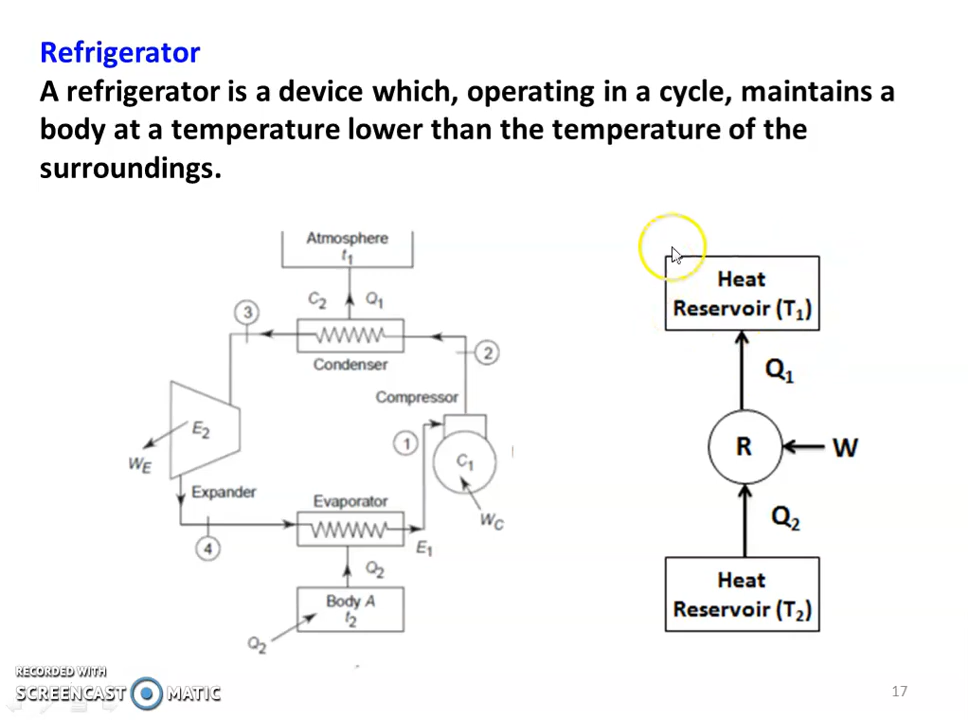 Refrigerator
A refrigerator is a device which, operating in a cycle, maintains a
body at a temperature lower than the temperature of the
surroundings.
Atmosphere
t₁
C₂
Q₁
3
Condenser
2
Compressor
E₂
1
C₁
W_E
Expander
Evaporator
W_C
4
E₁
Q₂
Body A
t₂
Q₂
Heat
Reservoir (T₁)
Q₁
R
W
Q₂
Heat
Reservoir (T₂)
RECORDED WITH
SCREENCAST MATIC
17